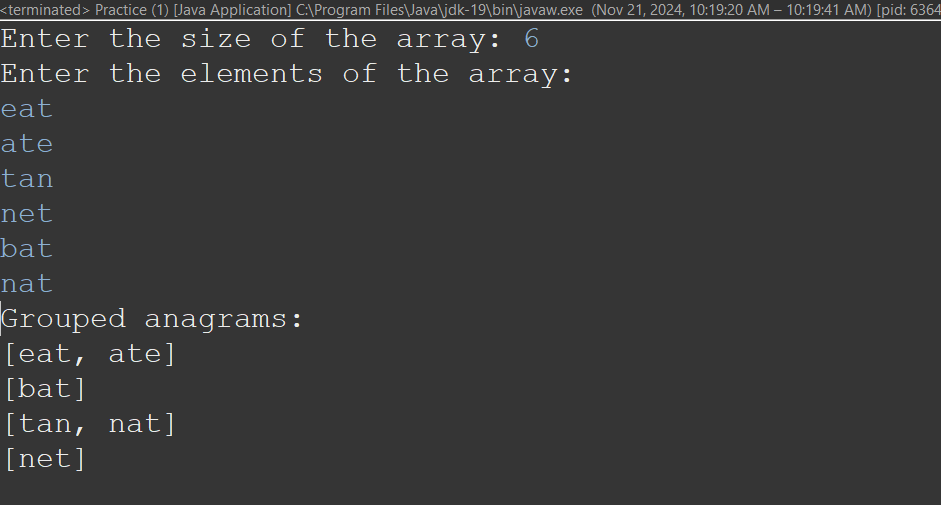 <terminated> Practice (1) [Java Application] C:\Program Files\Java\jdk-19\bin\javaw.exe (Nov 21, 2024, 10:19:20 AM – 10:19:41 AM) [pid: 6364
Enter the size of the array: 6
Enter the elements of the array:
eat
ate
tan
net
bat
nat
Grouped anagrams:
[eat, ate]
[bat]
[tan, nat]
[net]